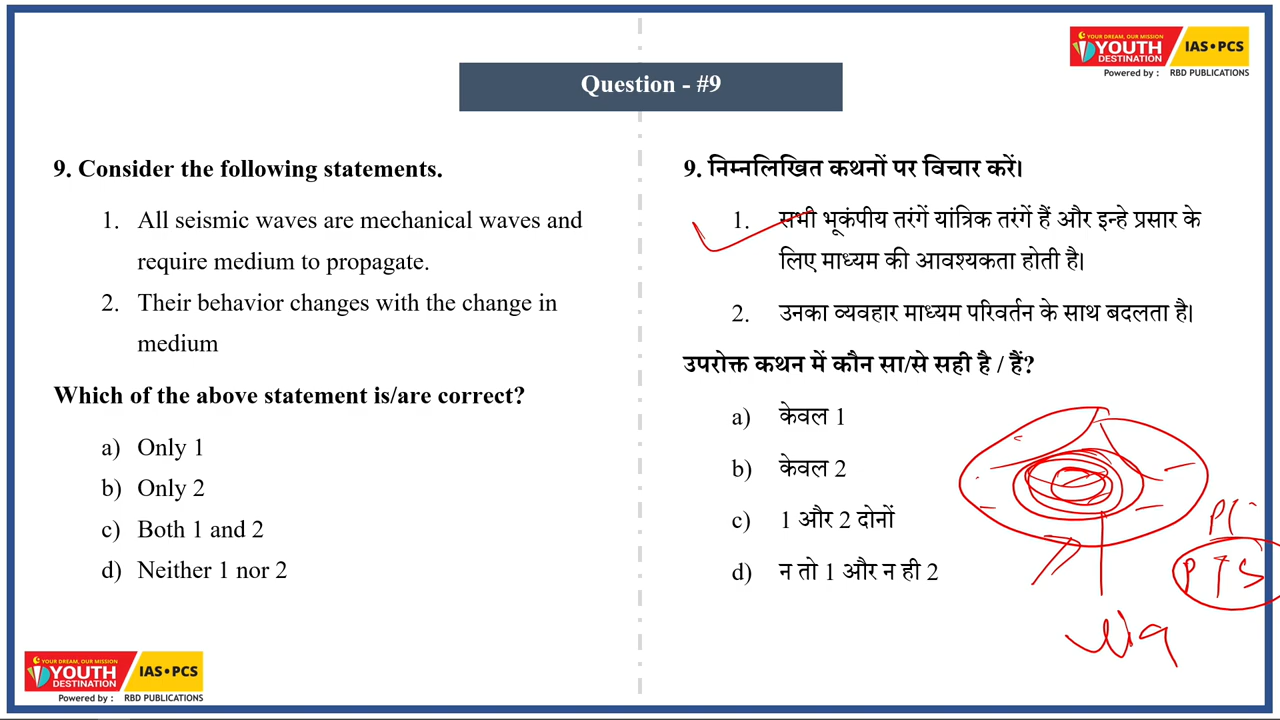 YOUR DREAM, OUR MISSION
YOUTH
DESTINATION
IAS•PCS
Powered by : RBD PUBLICATIONS
Question - #9
9. Consider the following statements.
1. All seismic waves are mechanical waves and
require medium to propagate.
2. Their behavior changes with the change in
medium
Which of the above statement is/are correct?
a) Only 1
b) Only 2
c) Both 1 and 2
d) Neither 1 nor 2
9. निम्नलिखित कथनों पर विचार करें।
1. सभी भूकंपीय तरंगें यांत्रिक तरंगें हैं और इन्हे प्रसार के
लिए माध्यम की आवश्यकता होती है।
2. उनका व्यवहार माध्यम परिवर्तन के साथ बदलता है।
उपरोक्त कथन में कौन सा/से सही है / हैं?
a) केवल 1
b) केवल 2
c) 1 और 2 दोनों
d) न तो 1 और न ही 2
YOUR DREAM, OUR MISSION
YOUTH
DESTINATION
IAS•PCS
Powered by : RBD PUBLICATIONS